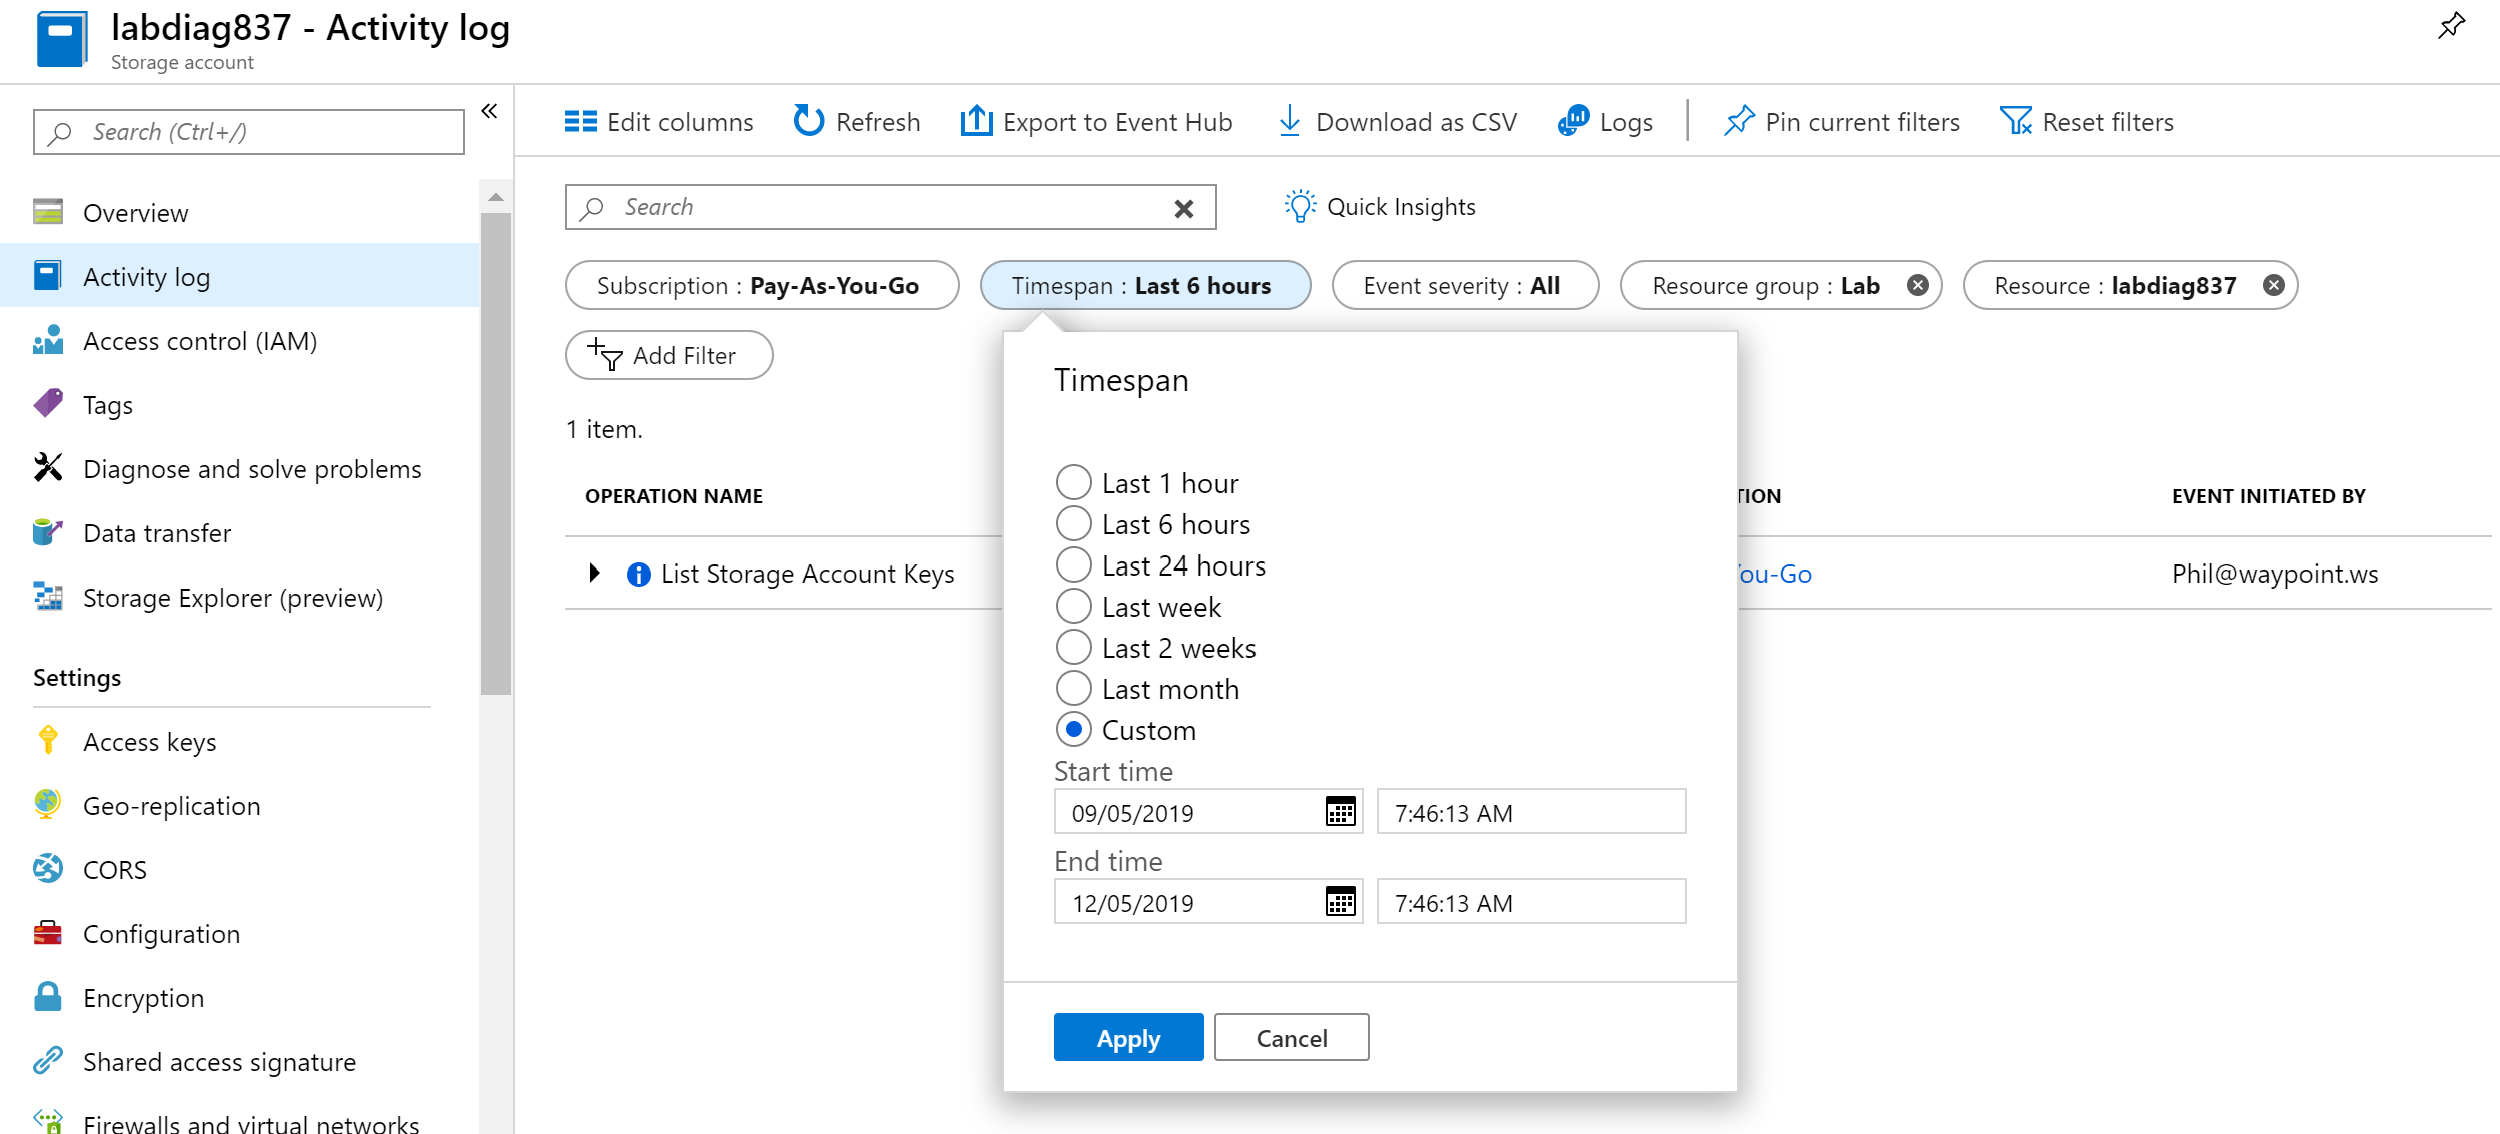 labdiag837 - Activity log
Storage account
Search (Ctrl+/)
Overview
Activity log
Access control (IAM)
Tags
Diagnose and solve problems
Data transfer
Storage Explorer (preview)
Settings
Access keys
Geo-replication
CORS
Configuration
Encryption
Shared access signature
Firewalls and virtual networks
Edit columns
Refresh
Export to Event Hub
Download as CSV
Logs
Pin current filters
Reset filters
Search
Quick Insights
Subscription : Pay-As-You-Go
Timespan : Last 6 hours
Event severity : All
Resource group : Lab
Resource : labdiag837
Add Filter
1 item.
OPERATION NAME
TION
EVENT INITIATED BY
List Storage Account Keys
You-Go
Phil@waypoint.ws
Timespan
Last 1 hour
Last 6 hours
Last 24 hours
Last week
Last 2 weeks
Last month
Custom
Start time
09/05/2019
7:46:13 AM
End time
12/05/2019
7:46:13 AM
Apply
Cancel